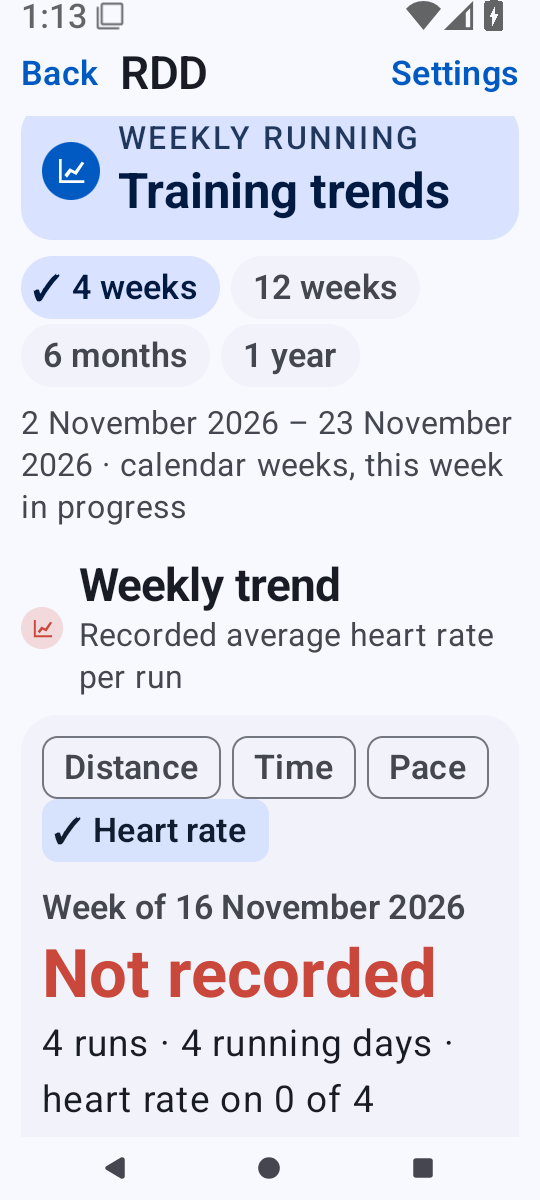 1:13
Back RDD Settings
WEEKLY RUNNING
Training trends
✓ 4 weeks 12 weeks
6 months 1 year
2 November 2026 – 23 November
2026 · calendar weeks, this week
in progress
Weekly trend
Recorded average heart rate
per run
Distance Time Pace
✓ Heart rate
Week of 16 November 2026
Not recorded
4 runs · 4 running days ·
heart rate on 0 of 4